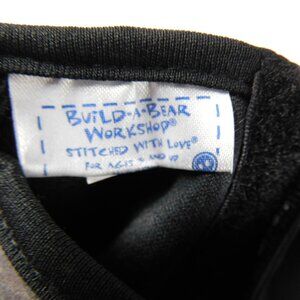 BUILD-A-BEAR
WORKSHOP®
STITCHED WITH LOVE®
FOR AGES 3 AND UP